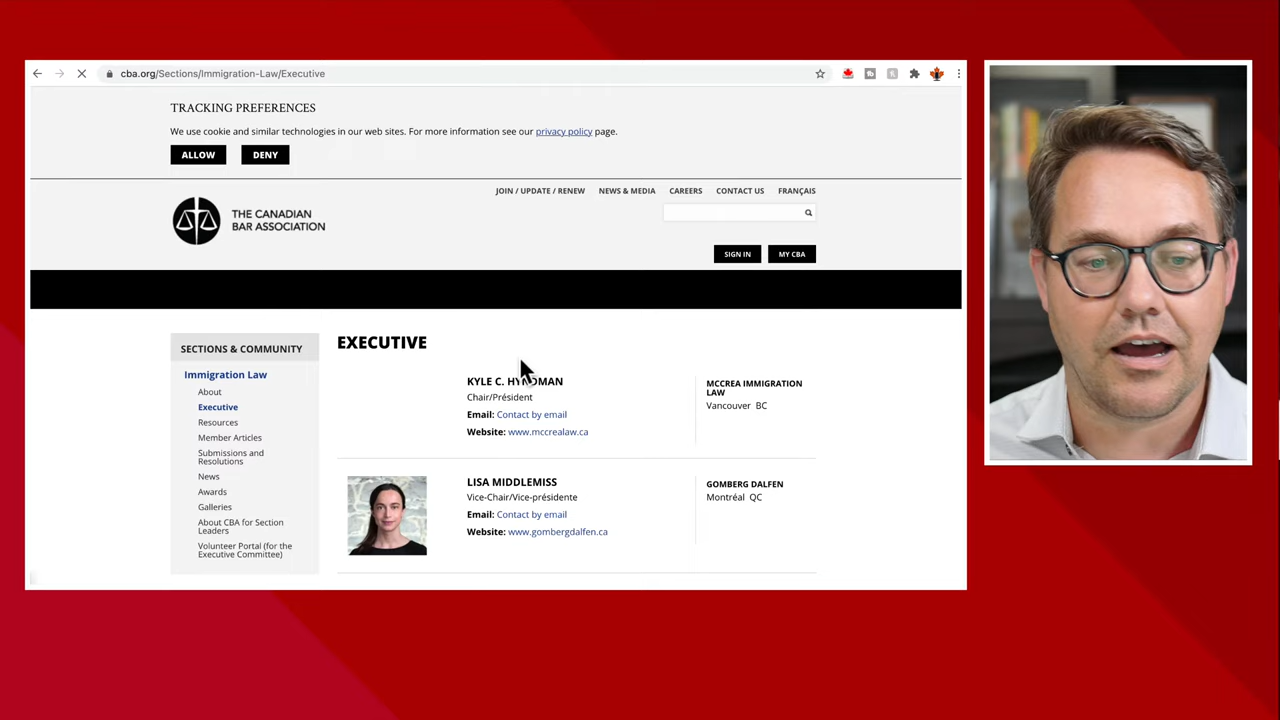 cba.org/Sections/Immigration-Law/Executive
TRACKING PREFERENCES
We use cookie and similar technologies in our web sites. For more information see our privacy policy page.
ALLOW
DENY
JOIN / UPDATE / RENEW
NEWS & MEDIA
CAREERS
CONTACT US
FRANÇAIS
THE CANADIAN
BAR ASSOCIATION
SIGN IN
MY CBA
SECTIONS & COMMUNITY
Immigration Law
About
Executive
Resources
Member Articles
Submissions and
Resolutions
News
Awards
Galleries
About CBA for Section
Leaders
Volunteer Portal (for the
Executive Committee)
EXECUTIVE
KYLE C.
Chair/Président
Email: Contact by email
Website: www.mccrealaw.ca
MCCREA IMMIGRATION
LAW
Vancouver BC
LISA MIDDLEMISS
Vice-Chair/Vice-présidente
Email: Contact by email
Website: www.gombergdalfen.ca
GOMBERG DALFEN
Montréal QC